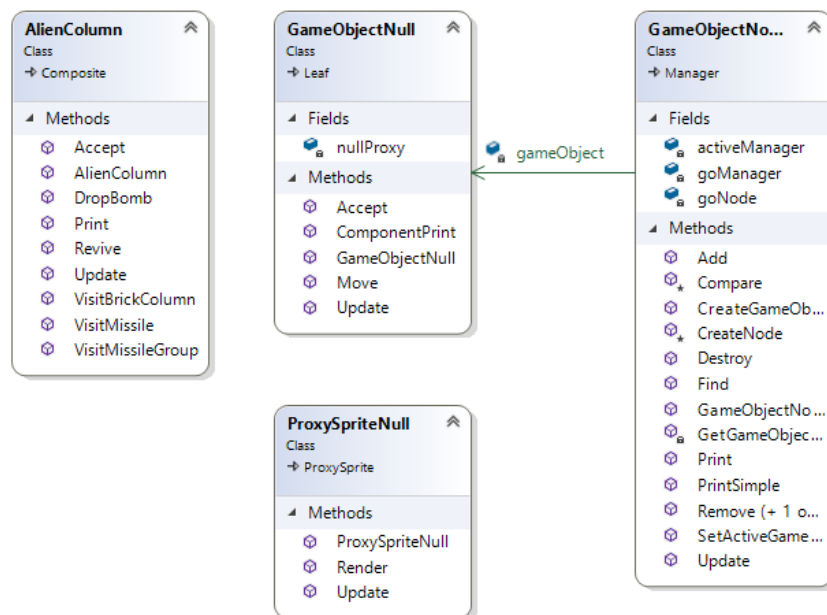 AlienColumn
Class
Composite
Methods
Accept
AlienColumn
DropBomb
Print
Revive
Update
VisitBrickColumn
VisitMissile
VisitMissileGroup
GameObjectNull
Class
Leaf
Fields
nullProxy
Methods
Accept
ComponentPrint
GameObjectNull
Move
Update
gameObject
GameObjectNo...
Class
Manager
Fields
activeManager
goManager
goNode
Methods
Add
Compare
CreateGameOb...
CreateNode
Destroy
Find
GameObjectNo...
GetGameObjec...
Print
PrintSimple
Remove (+ 1 o...
SetActiveGame...
Update
ProxySpriteNull
Class
ProxySprite
Methods
ProxySpriteNull
Render
Update